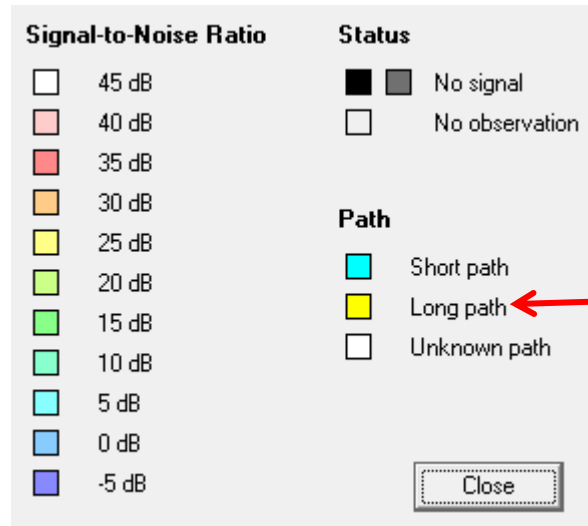 Signal-to-Noise Ratio
45 dB
40 dB
35 dB
30 dB
25 dB
20 dB
15 dB
10 dB
5 dB
0 dB
-5 dB
Status
No signal
No observation
Path
Short path
Long path
Unknown path
Close